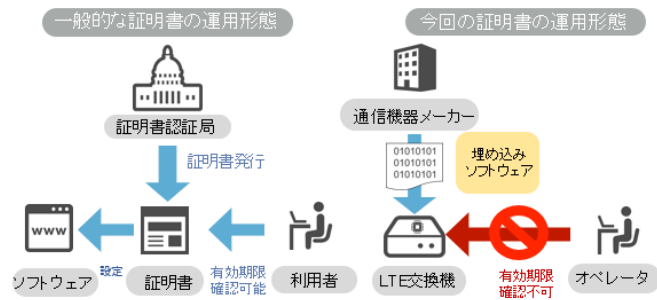 一般的な証明書の運用形態
今回の証明書の運用形態
証明書認証局
証明書発行
www
ソフトウェア
設定
証明書
有効期限
確認可能
利用者
通信機器メーカー
01010101
01010101
01010101
埋め込み
ソフトウェア
LTE交換機
有効期限
確認不可
オペレータ